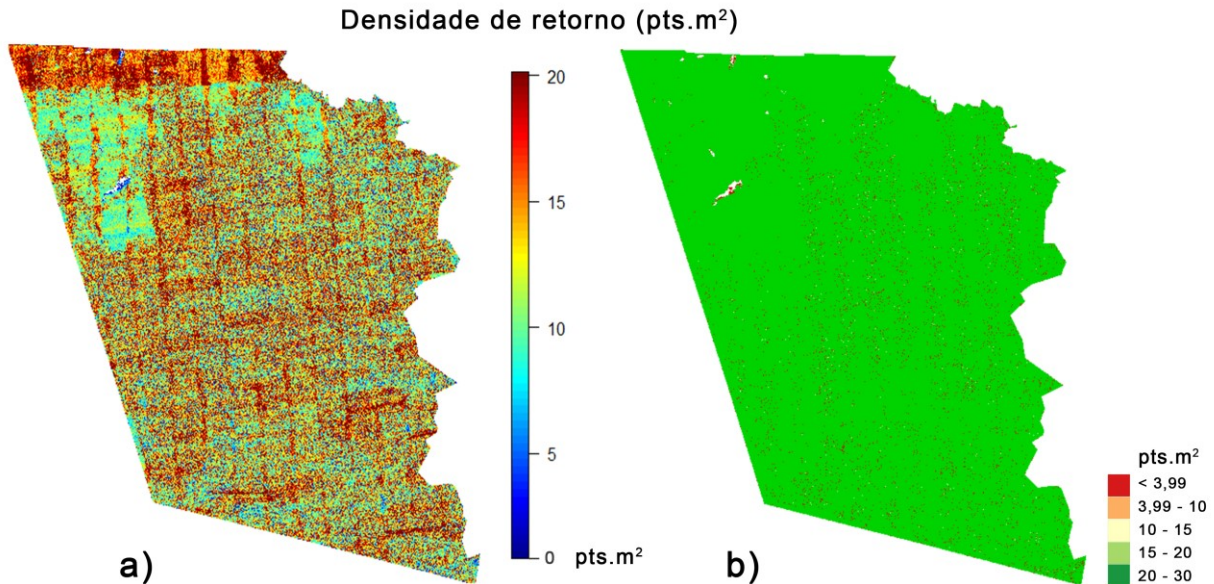 Densidade de retorno (pts.m²)
20
15
10
5
0
pts.m²
a)
b)
pts.m²
< 3,99
3,99 - 10
10 - 15
15 - 20
20 - 30